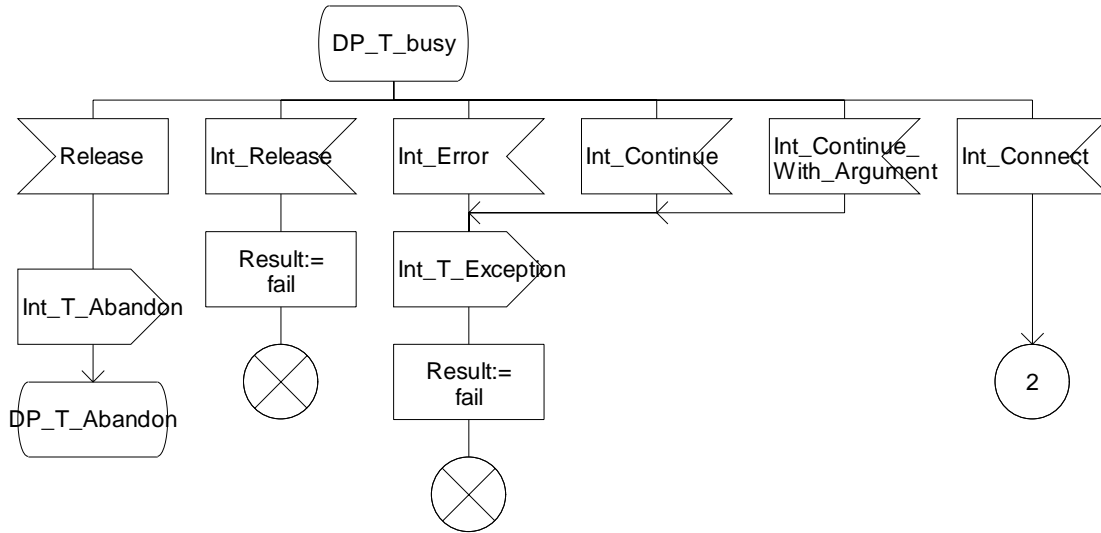 DP_T_busy
Release
Int_Release
Int_Error
Int_Continue
Int_Continue_
With_Argument
Int_Connect
Result:=
fail
Int_T_Exception
Int_T_Abandon
Result:=
fail
2
DP_T_Abandon